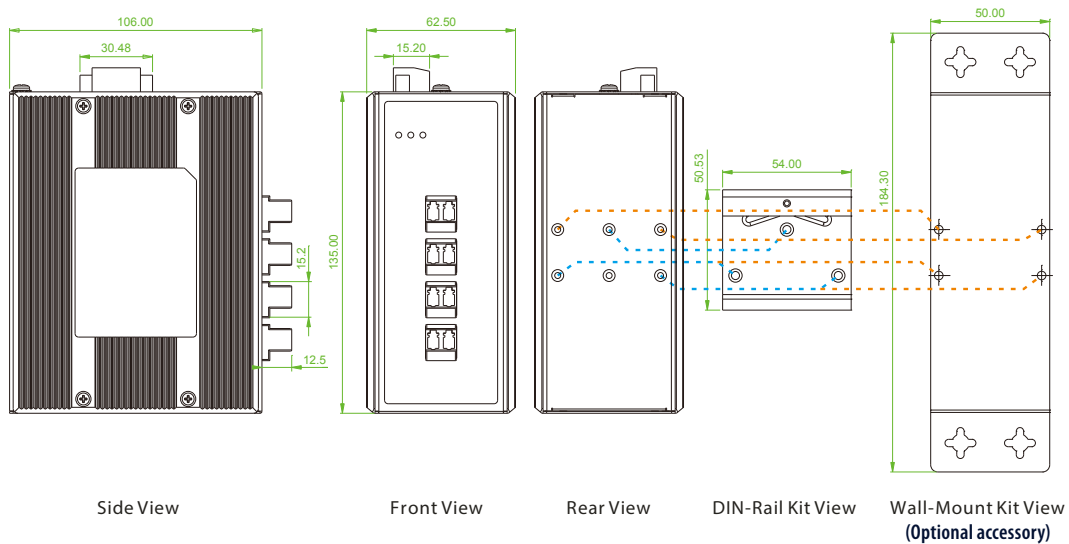 106.00
62.50
50.00
30.48
15.20
50.53
54.00
184.30
135.00
15.2
12.5
Side View
Front View
Rear View
DIN-Rail Kit View
Wall-Mount Kit View
(Optional accessory)